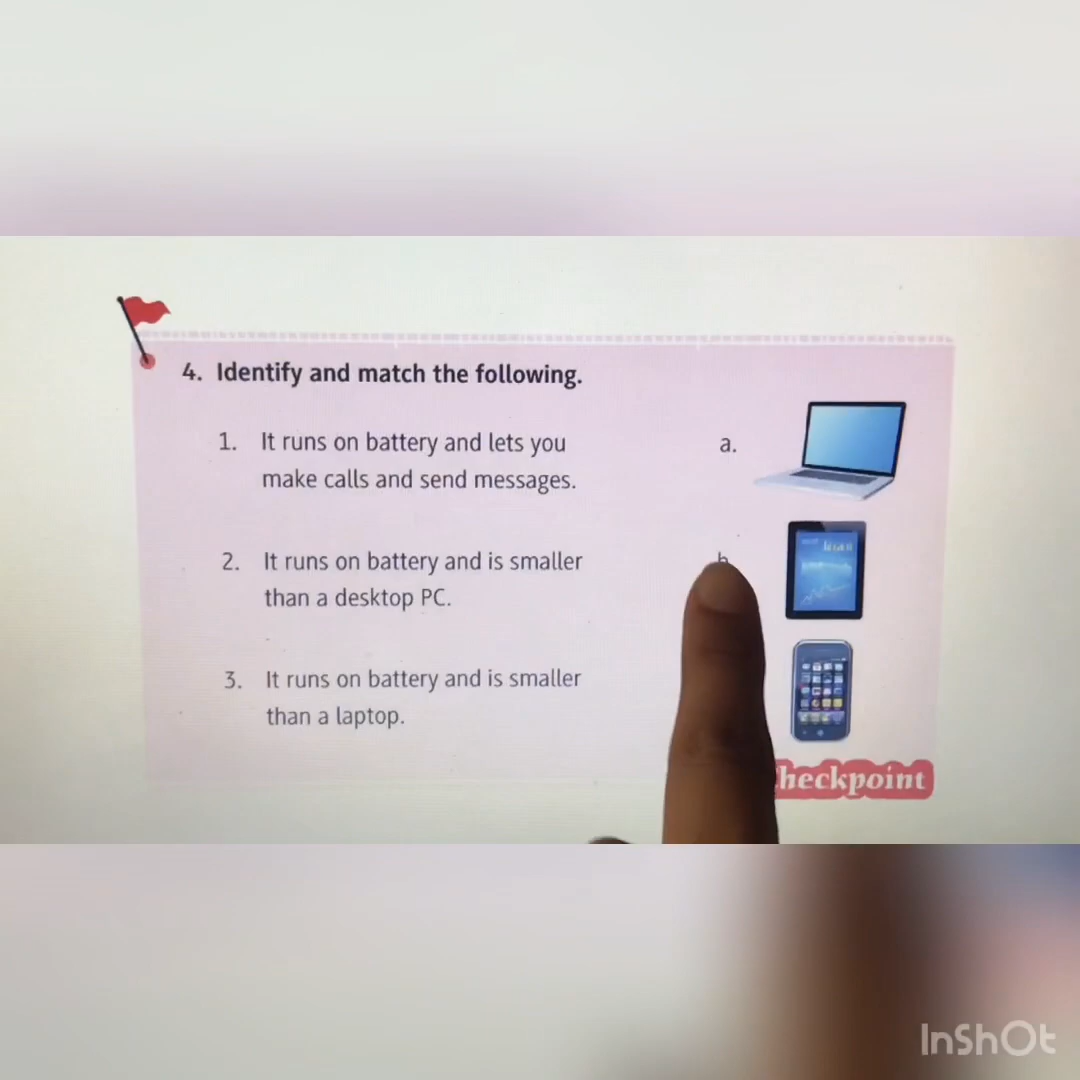 4. Identify and match the following.
1. It runs on battery and lets you
make calls and send messages.
a.
2. It runs on battery and is smaller
than a desktop PC.
b
3. It runs on battery and is smaller
than a laptop.
heckpoint
InShOt